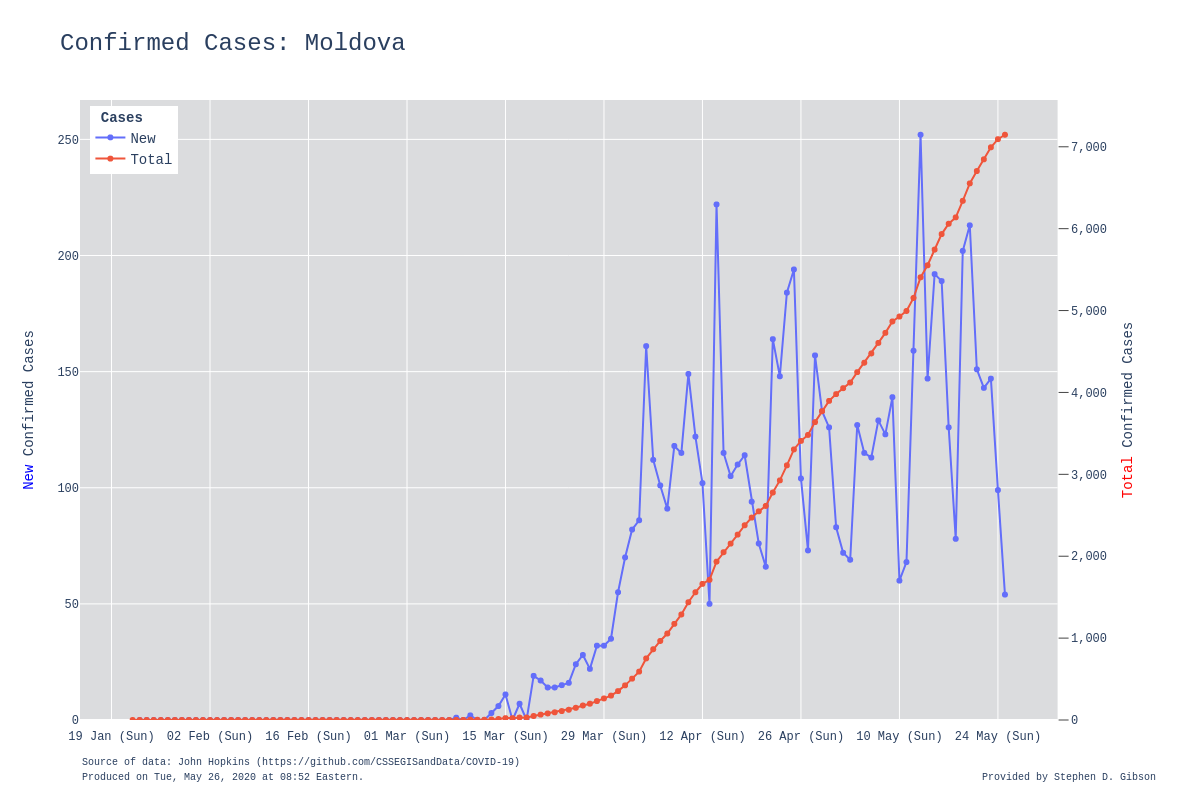 Confirmed Cases: Moldova
Cases
New
Total
250
200
150
100
50
0
7,000
6,000
5,000
4,000
3,000
2,000
1,000
0
New Confirmed Cases
Total Confirmed Cases
19 Jan (Sun) 02 Feb (Sun) 16 Feb (Sun) 01 Mar (Sun) 15 Mar (Sun) 29 Mar (Sun) 12 Apr (Sun) 26 Apr (Sun) 10 May (Sun) 24 May (Sun)
Source of data: John Hopkins (https://github.com/CSSEGISandData/COVID-19)
Produced on Tue, May 26, 2020 at 08:52 Eastern.
Provided by Stephen D. Gibson